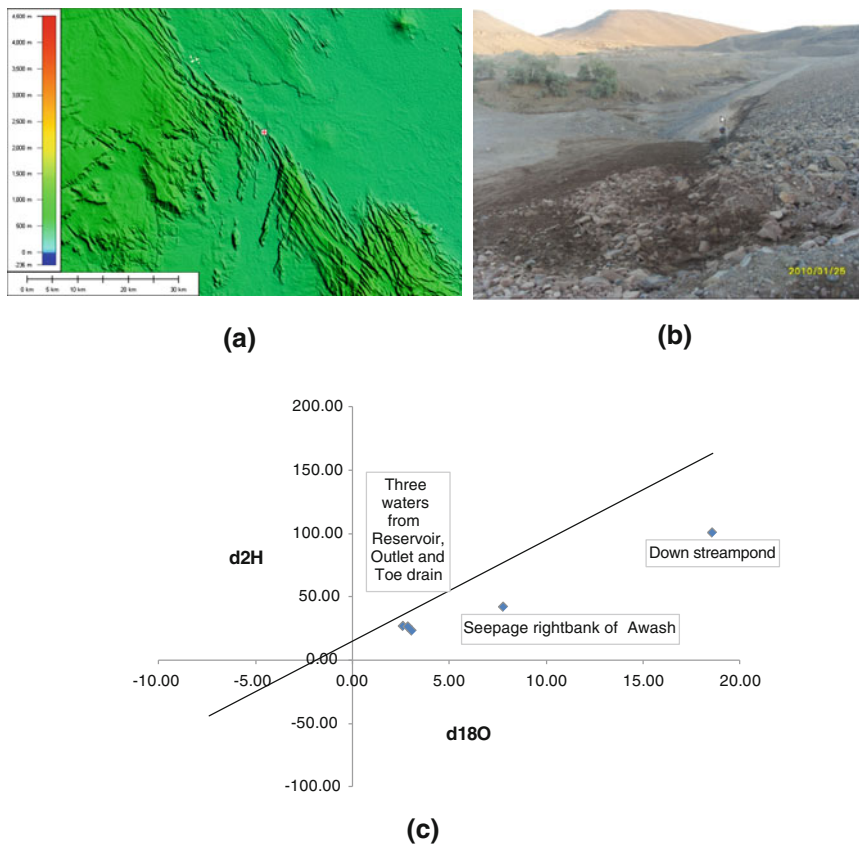 4,500 m
4,000 m
3,500 m
3,000 m
2,500 m
2,000 m
1,500 m
1,000 m
500 m
0 m
0 km 5 km 10 km 20 km 30 km
2010/01/25
(a)
(b)
200.00
150.00
100.00
50.00
0.00
-50.00
-100.00
d2H
Three
waters
from
Reservoir,
Outlet and
Toe drain
Down streampond
Seepage rightbank of Awash
-10.00 -5.00 0.00 5.00 10.00 15.00 20.00
d18O
(c)